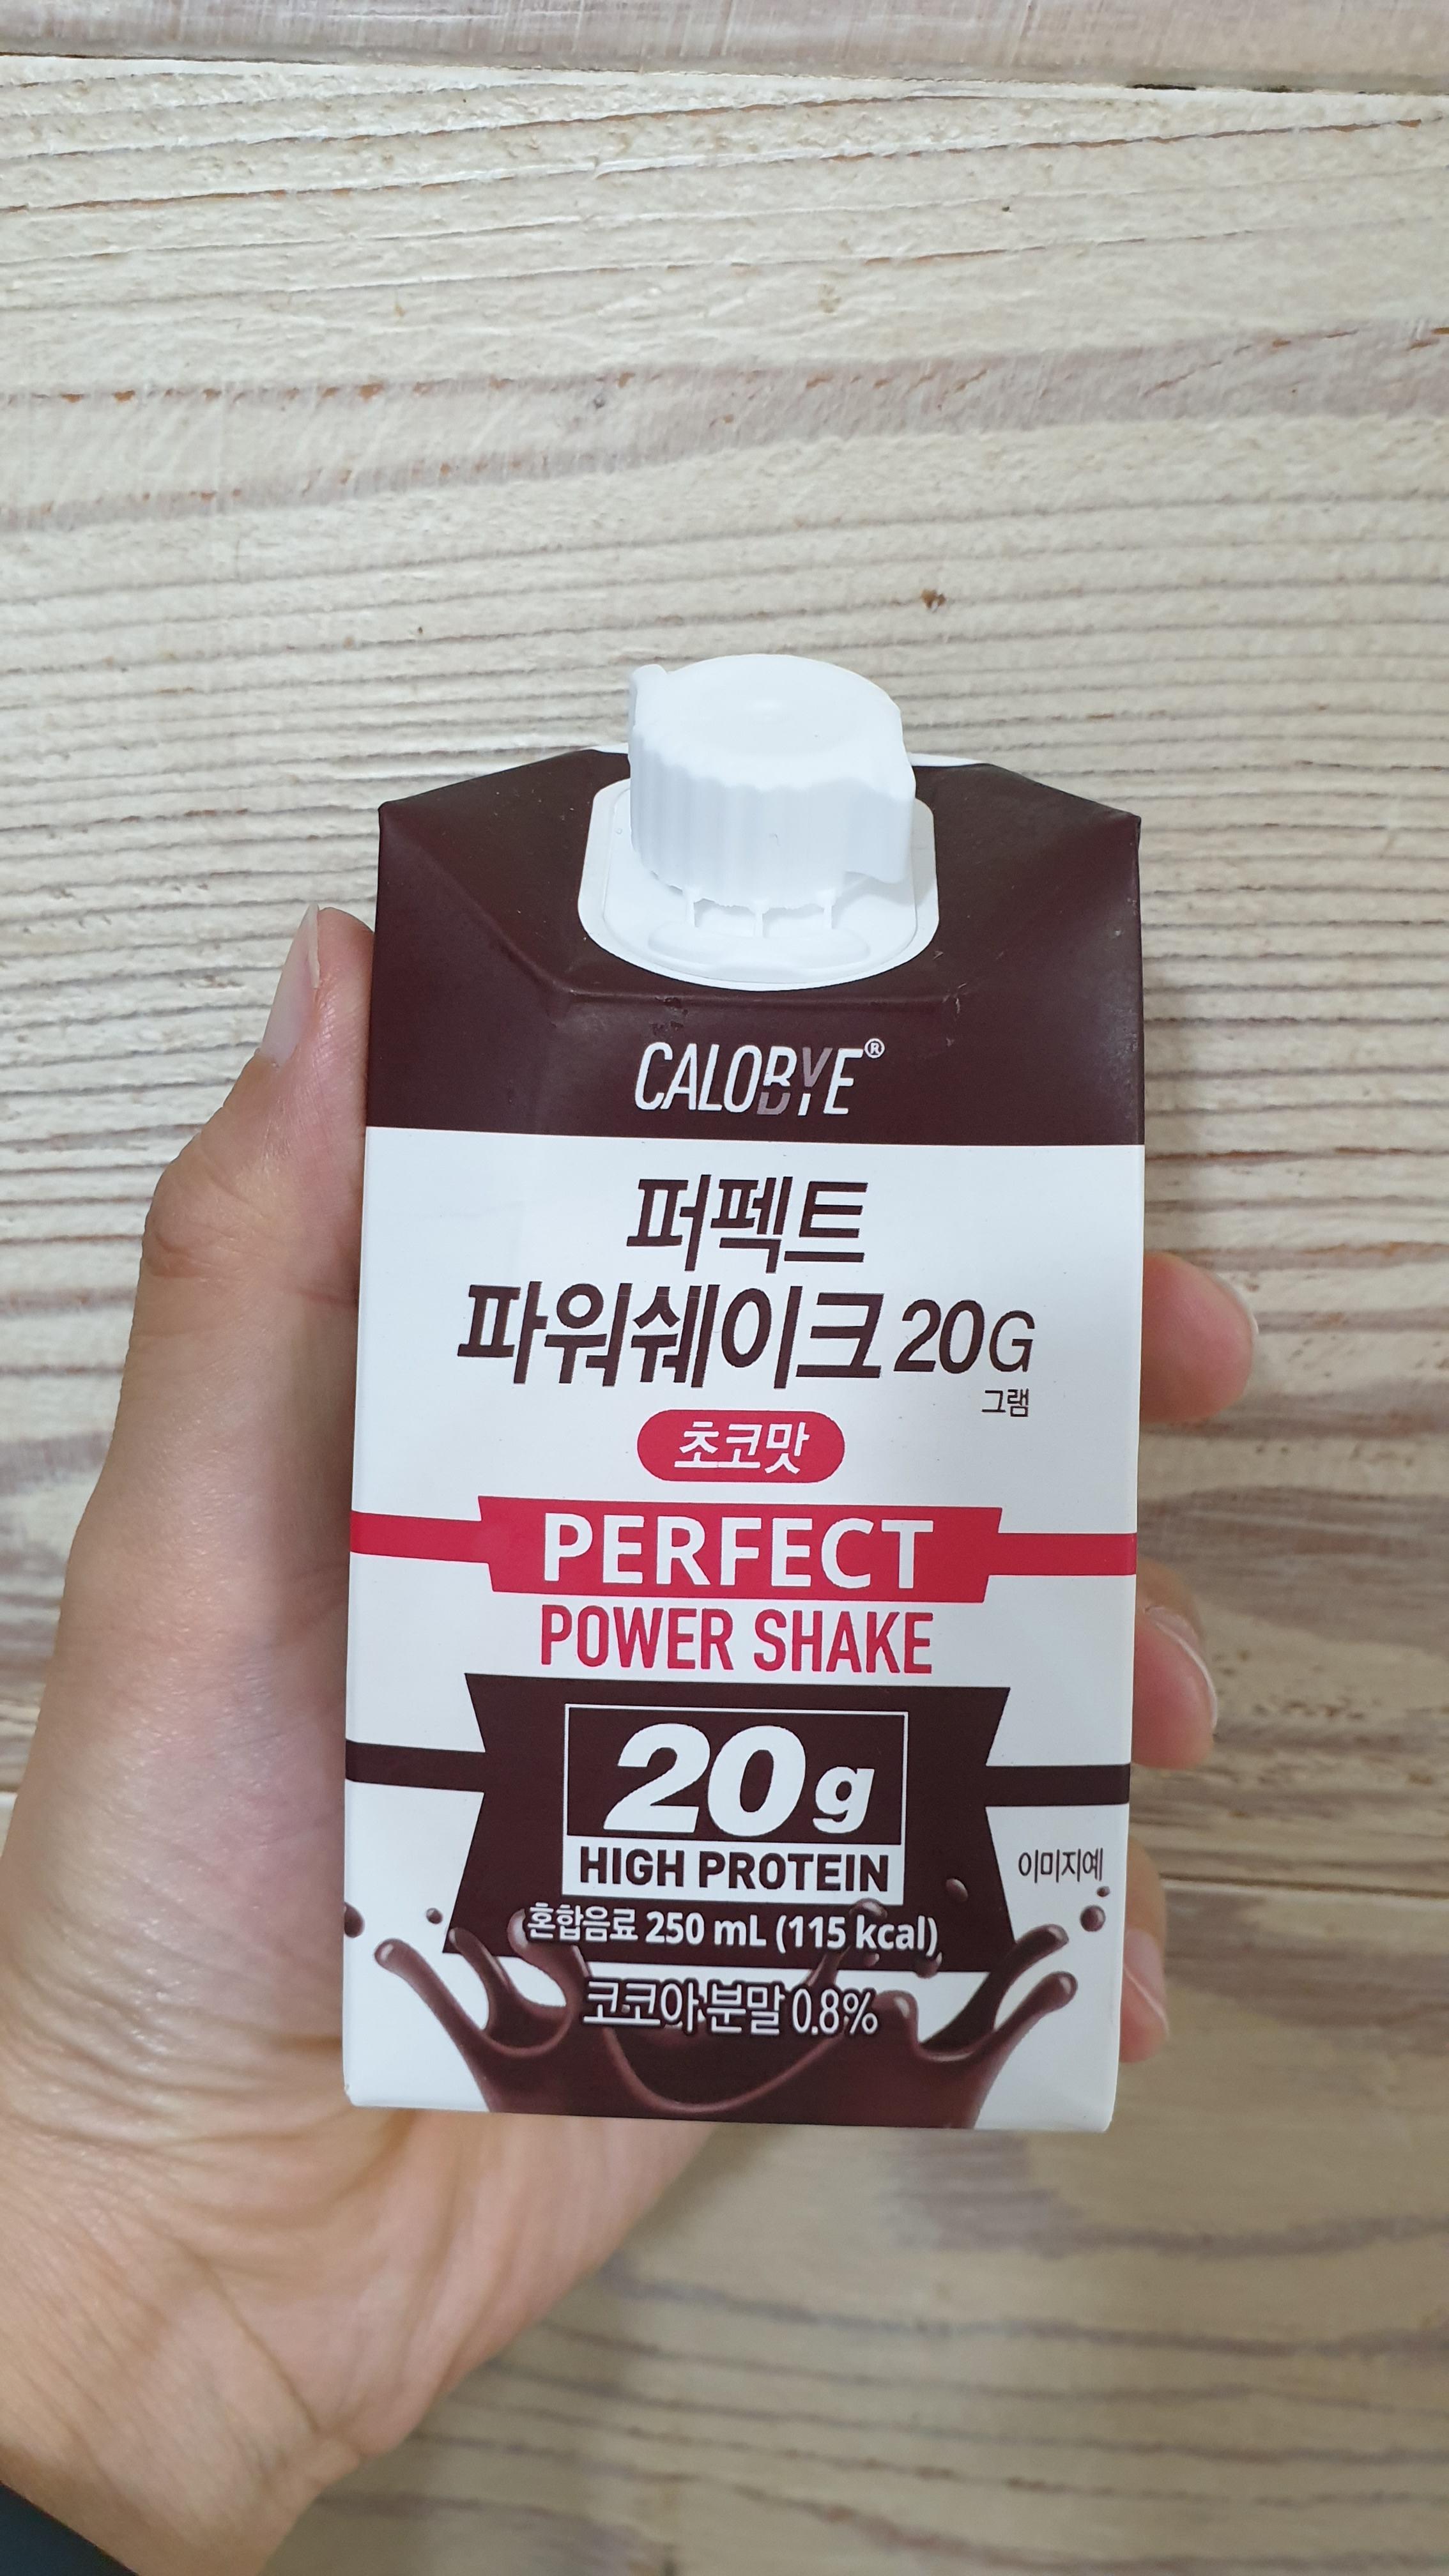 CALOBYE®
퍼펙트
파워쉐이크 20G
그램
초코맛
PERFECT
POWER SHAKE
20g
HIGH PROTEIN
이미지예
혼합음료 250 mL (115 kcal)
코코아분말 0.8%